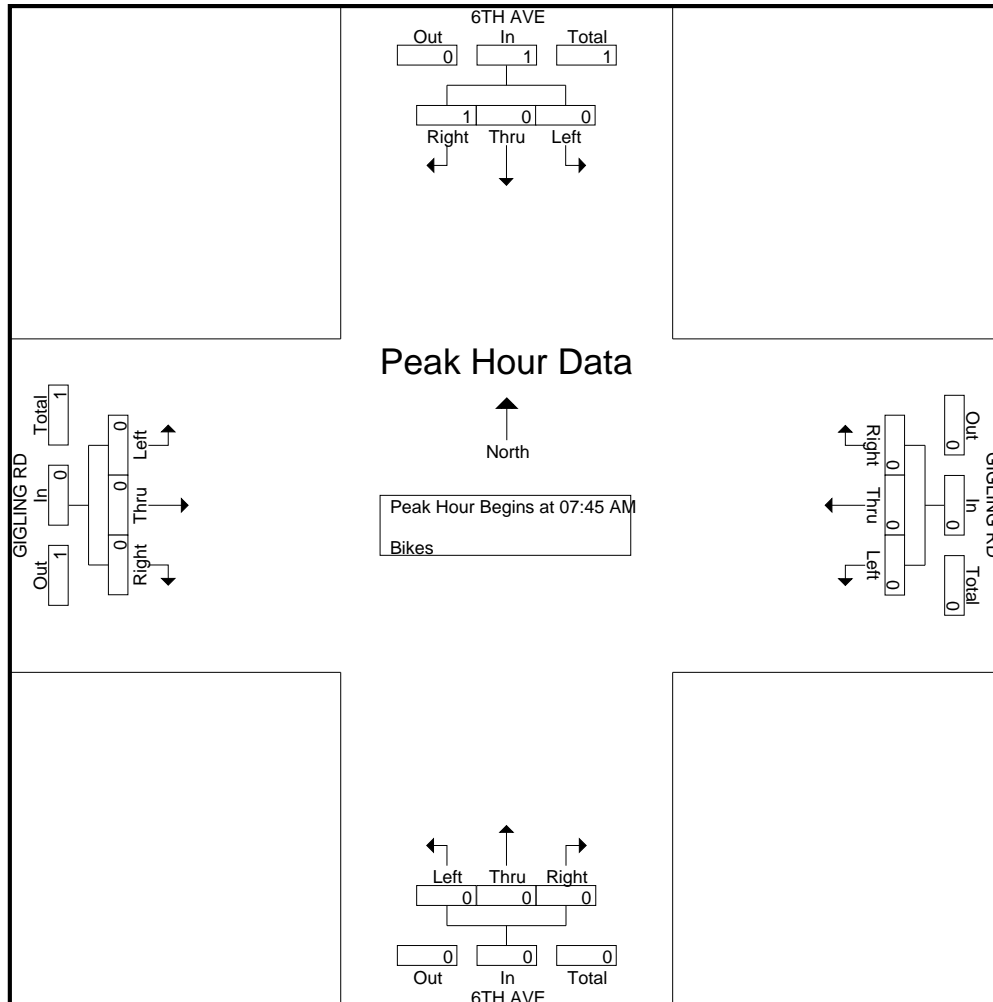 6TH AVE
Out In Total
0 1 1
1 0 0
Right Thru Left
Peak Hour Data
North
Peak Hour Begins at 07:45 AM
Bikes
GIGLING RD
Out In Total
1 0 1
Left Thru Right
0 0 0
GIGLING RD
Out In Total
0 0 0
Right Thru Left
0 0 0
Left Thru Right
0 0 0
0 0 0
Out In Total
6TH AVE